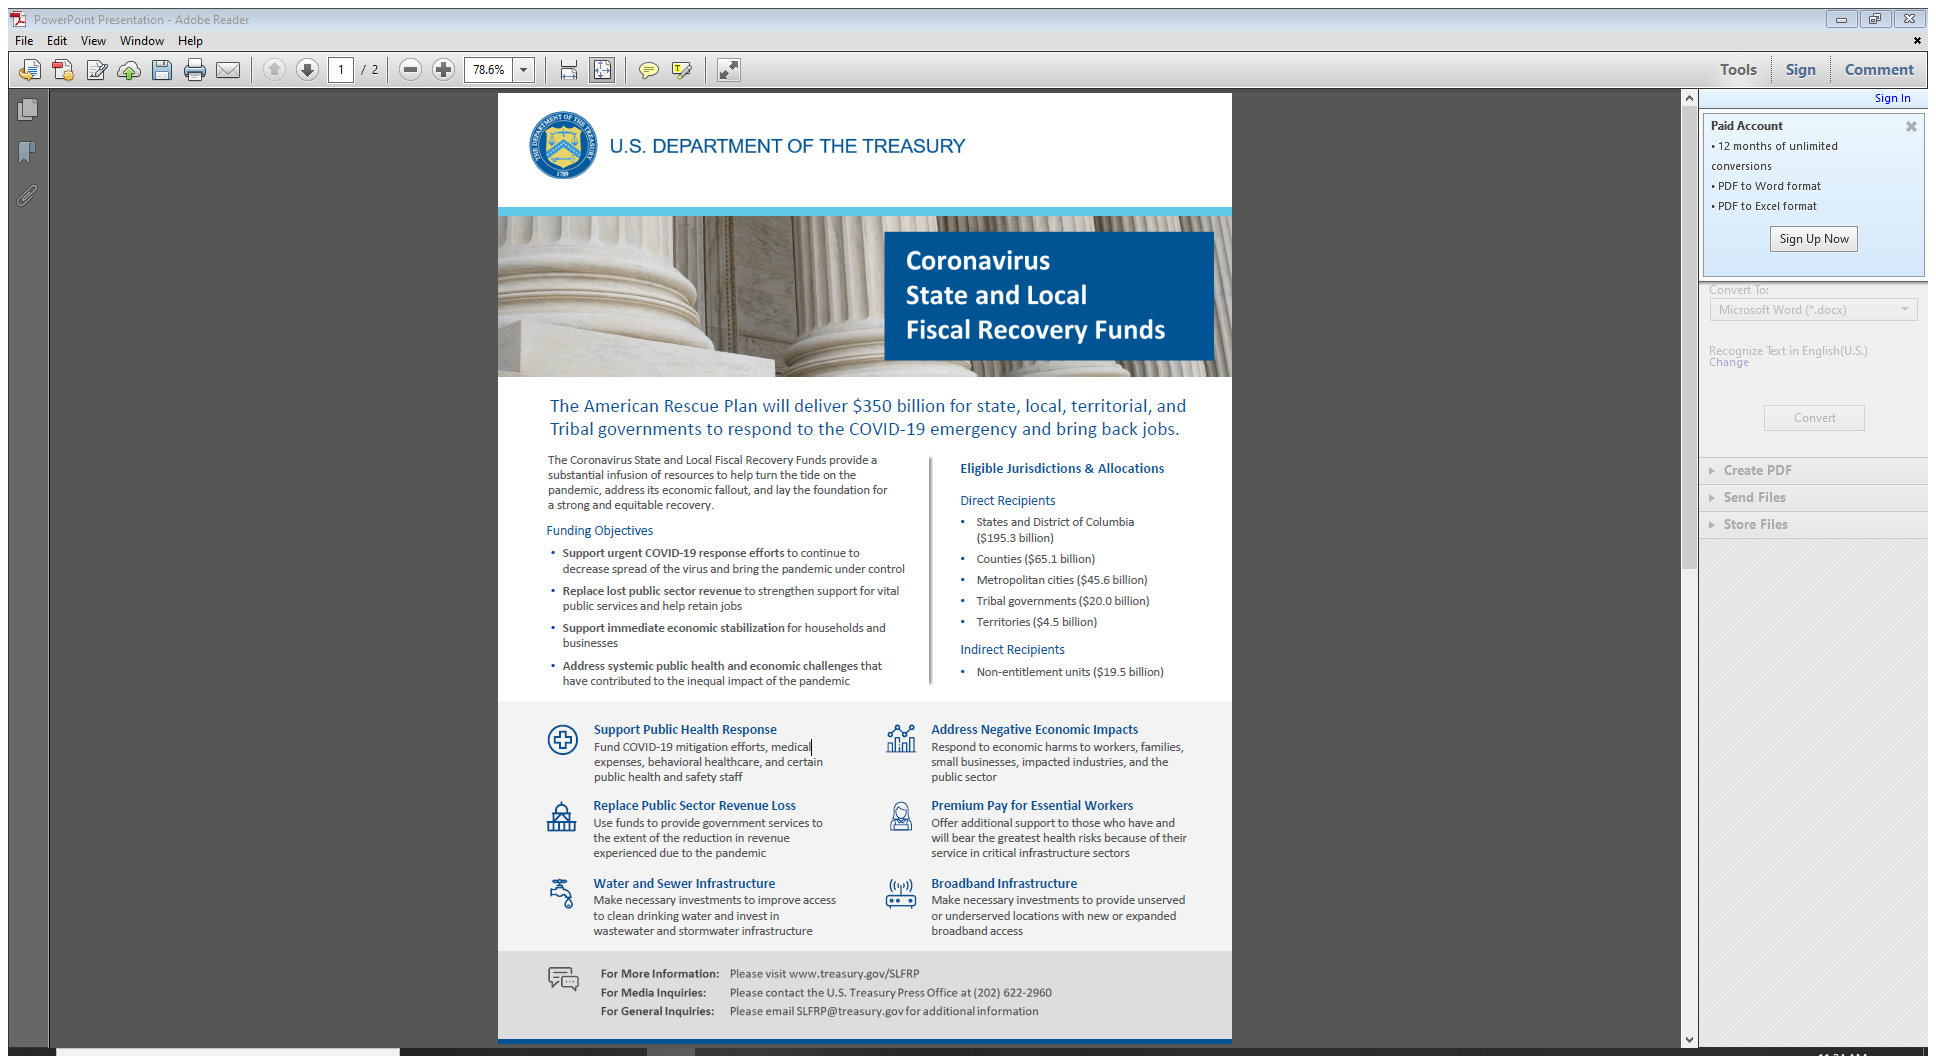 PowerPoint Presentation - Adobe Reader
File Edit View Window Help
1 / 2 78.6% Tools Sign Comment
Sign In
Paid Account
• 12 months of unlimited
conversions
• PDF to Word format
• PDF to Excel format
Sign Up Now
Convert To:
Microsoft Word (*.docx)
Recognize Text in English(U.S.)
Change
Convert
Create PDF
Send Files
Store Files
THE DEPARTMENT OF THE TREASURY
1789
U.S. DEPARTMENT OF THE TREASURY
Coronavirus
State and Local
Fiscal Recovery Funds
The American Rescue Plan will deliver $350 billion for state, local, territorial, and
Tribal governments to respond to the COVID-19 emergency and bring back jobs.
The Coronavirus State and Local Fiscal Recovery Funds provide a
substantial infusion of resources to help turn the tide on the
pandemic, address its economic fallout, and lay the foundation for
a strong and equitable recovery.
Funding Objectives
• Support urgent COVID-19 response efforts to continue to
decrease spread of the virus and bring the pandemic under control
• Replace lost public sector revenue to strengthen support for vital
public services and help retain jobs
• Support immediate economic stabilization for households and
businesses
• Address systemic public health and economic challenges that
have contributed to the inequal impact of the pandemic
Eligible Jurisdictions & Allocations
Direct Recipients
• States and District of Columbia
($195.3 billion)
• Counties ($65.1 billion)
• Metropolitan cities ($45.6 billion)
• Tribal governments ($20.0 billion)
• Territories ($4.5 billion)
Indirect Recipients
• Non-entitlement units ($19.5 billion)
Support Public Health Response
Fund COVID-19 mitigation efforts, medical
expenses, behavioral healthcare, and certain
public health and safety staff
Address Negative Economic Impacts
Respond to economic harms to workers, families,
small businesses, impacted industries, and the
public sector
Replace Public Sector Revenue Loss
Use funds to provide government services to
the extent of the reduction in revenue
experienced due to the pandemic
Premium Pay for Essential Workers
Offer additional support to those who have and
will bear the greatest health risks because of their
service in critical infrastructure sectors
Water and Sewer Infrastructure
Make necessary investments to improve access
to clean drinking water and invest in
wastewater and stormwater infrastructure
Broadband Infrastructure
Make necessary investments to provide unserved
or underserved locations with new or expanded
broadband access
For More Information: Please visit www.treasury.gov/SLFRP
For Media Inquiries: Please contact the U.S. Treasury Press Office at (202) 622-2960
For General Inquiries: Please email SLFRP@treasury.gov for additional information